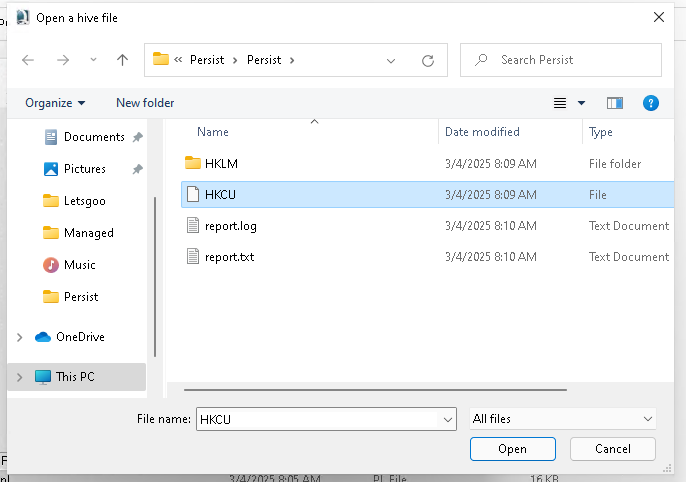 Open a hive file
Persist
Persist
Search Persist
Organize
New folder
Name
Date modified
Type
Documents
Pictures
Letsgoo
Managed
Music
Persist
OneDrive
This PC
HKLM 3/4/2025 8:09 AM File folder
HKCU 3/4/2025 8:09 AM File
report.log 3/4/2025 8:10 AM Text Document
report.txt 3/4/2025 8:10 AM Text Document
File name: HKCU
All files
Open
Cancel
3/4/2025 8:05 AM PL File 16 KB